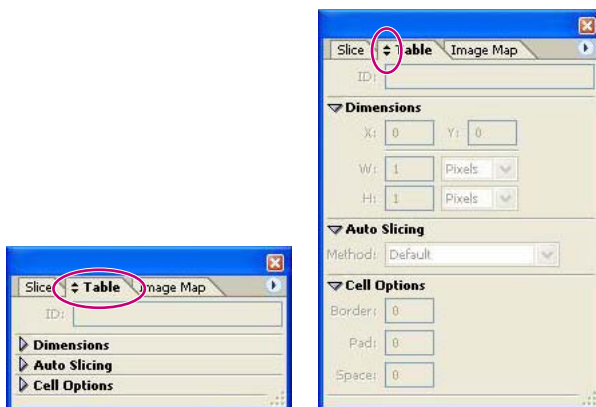 Slice Table Image Map
ID:
Dimensions
Auto Slicing
Cell Options
Slice Table Image Map
ID:
Dimensions
X: 0 Y: 0
W: 1 Pixels
H: 1 Pixels
Auto Slicing
Method: Default
Cell Options
Border: 0
Pad: 0
Space: 0